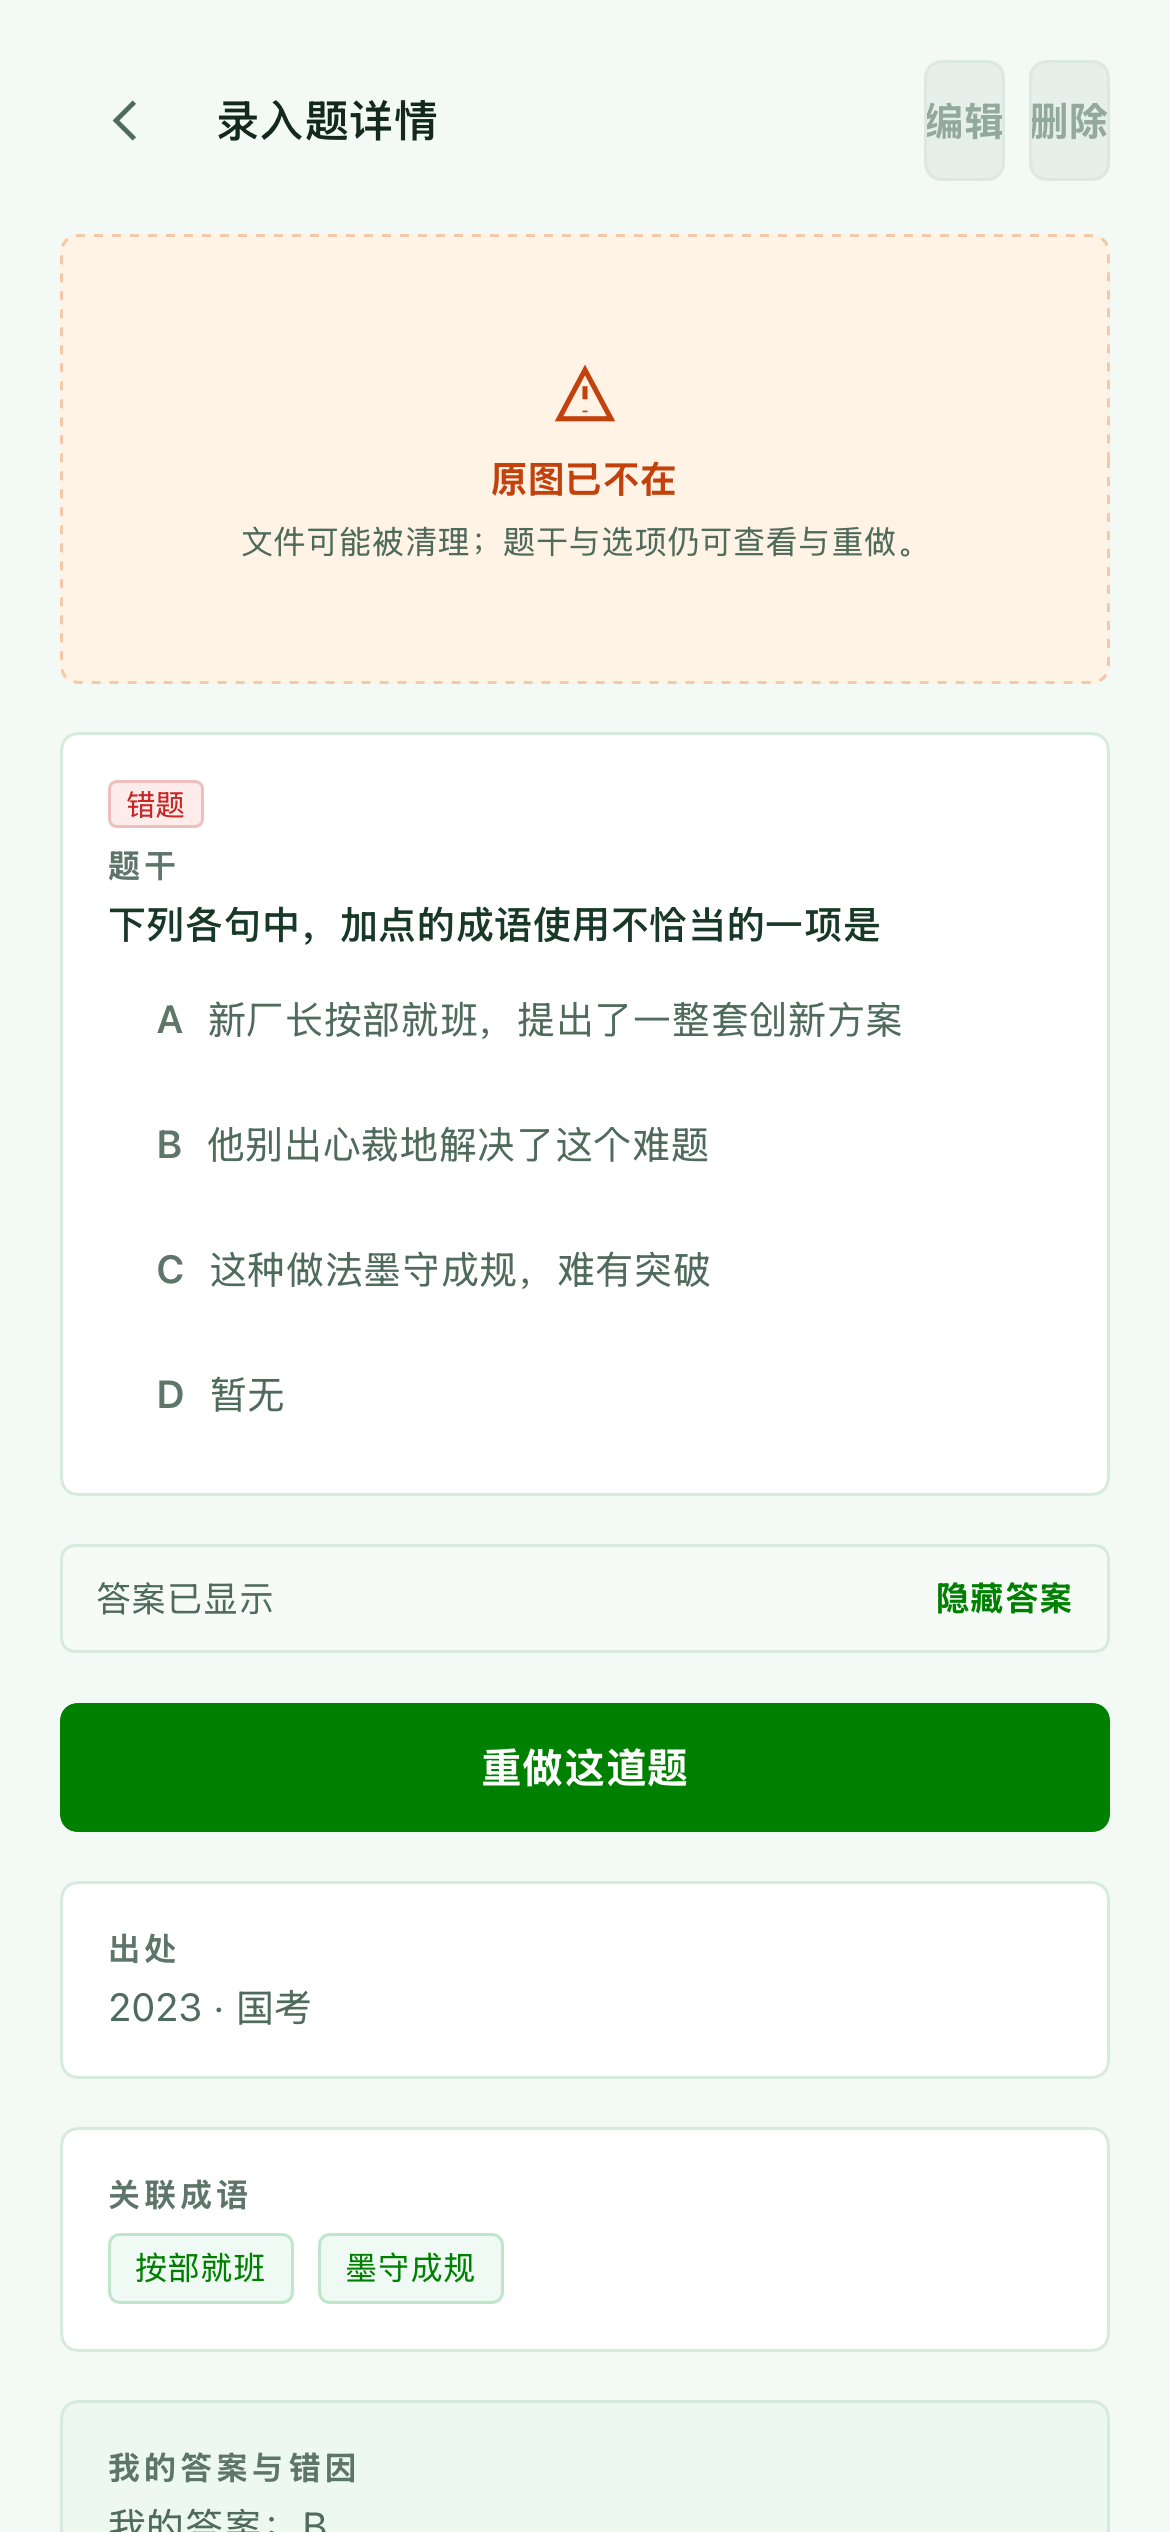 录入题详情
编辑
删除
原图已不在
文件可能被清理；题干与选项仍可查看与重做。
错题
题干
下列各句中，加点的成语使用不恰当的一项是
A 新厂长按部就班，提出了一整套创新方案
B 他别出心裁地解决了这个难题
C 这种做法墨守成规，难有突破
D 暂无
答案已显示
隐藏答案
重做这道题
出处
2023 · 国考
关联成语
按部就班
墨守成规
我的答案与错因
我的答案：B